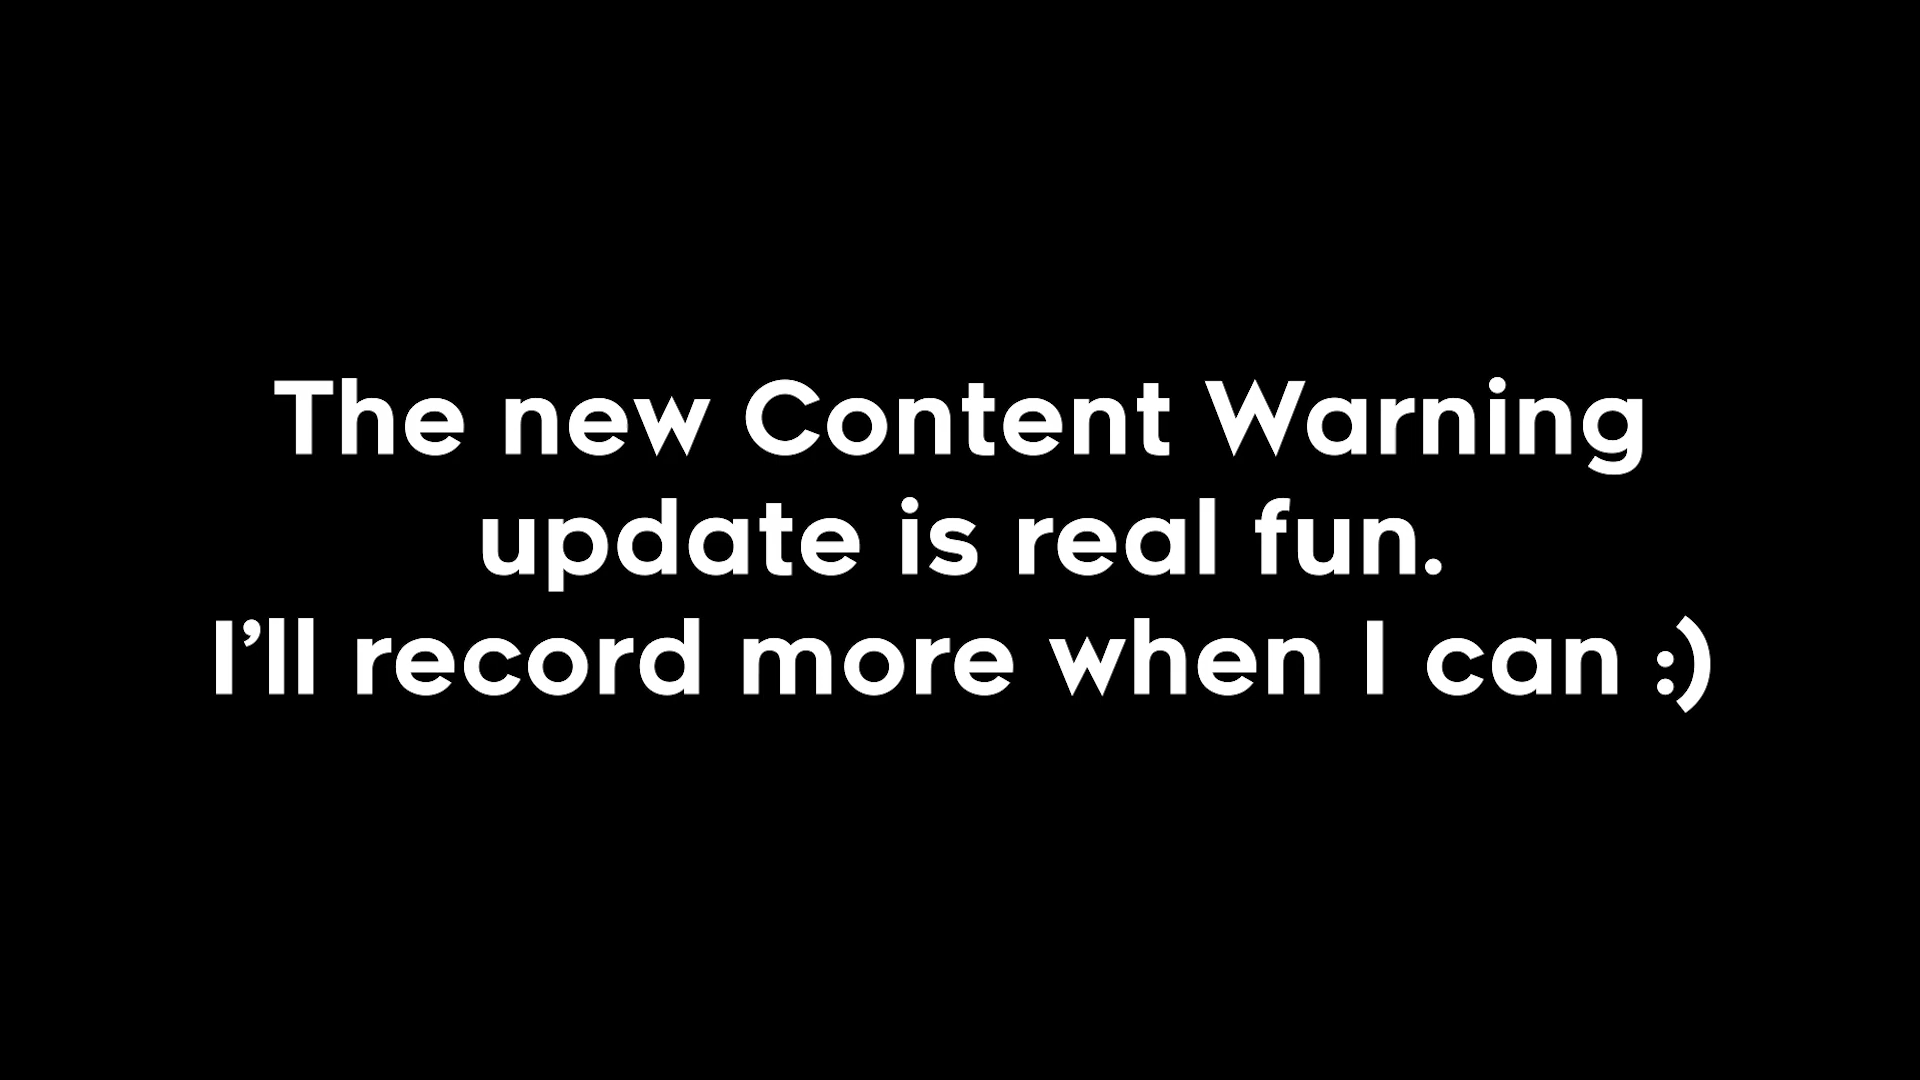 The new Content Warning
update is real fun.
I’ll record more when I can :)